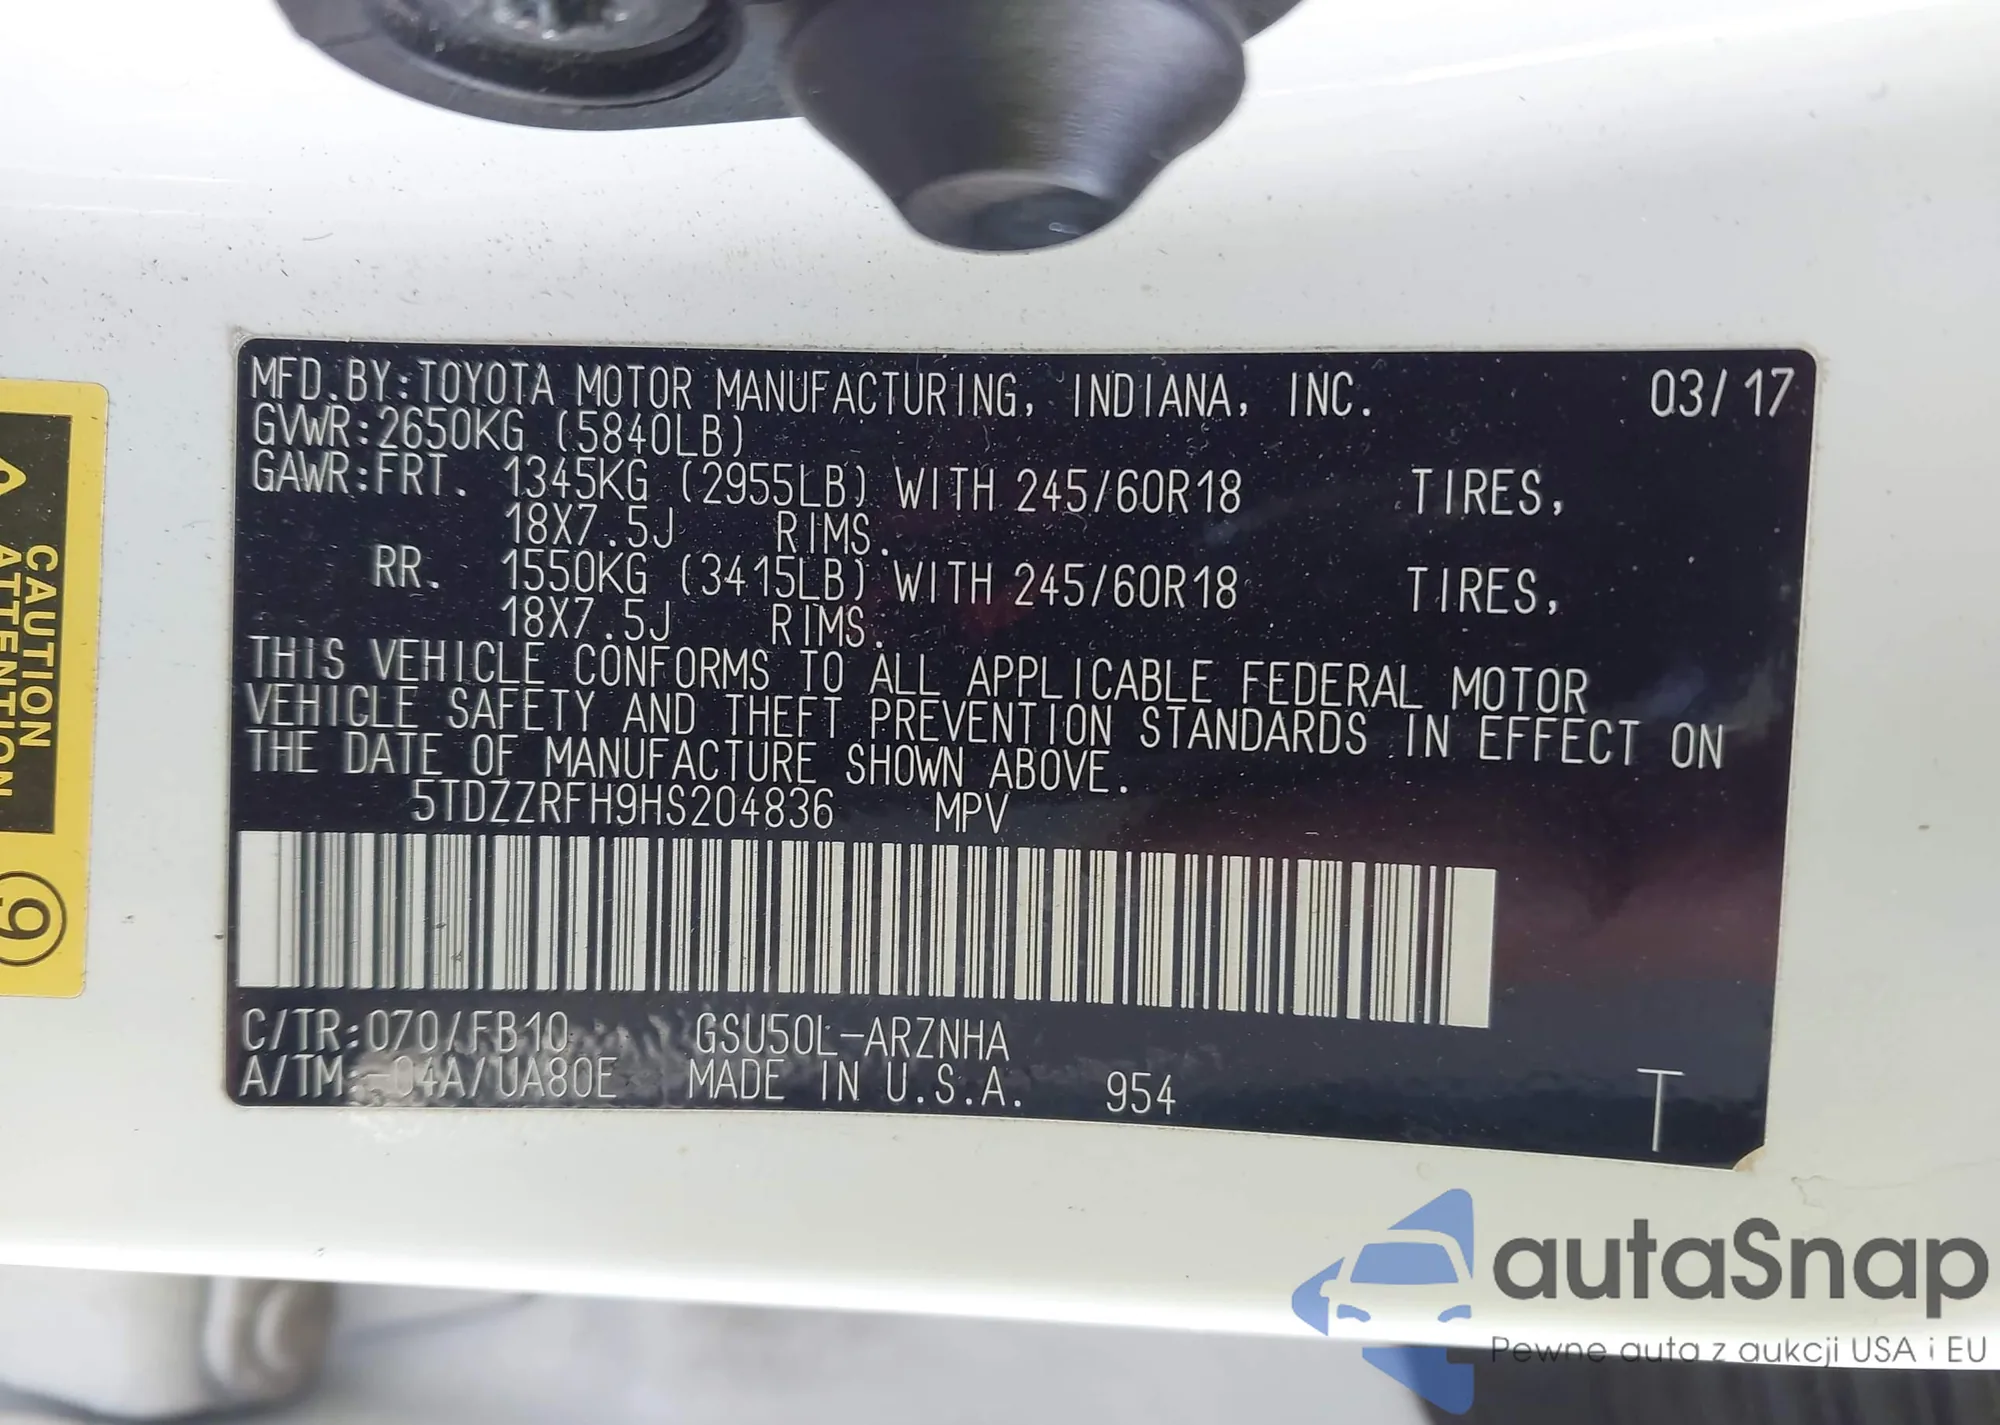 MFD.BY:TOYOTA MOTOR MANUFACTURING, INDIANA, INC. 03/17
GVWR:2650KG (5840LB)
GAWR:FRT. 1345KG (2955LB) WITH 245/60R18 TIRES,
18X7.5J RIMS.
RR. 1550KG (3415LB) WITH 245/60R18 TIRES,
18X7.5J RIMS.
THIS VEHICLE CONFORMS TO ALL APPLICABLE FEDERAL MOTOR
VEHICLE SAFETY AND THEFT PREVENTION STANDARDS IN EFFECT ON
THE DATE OF MANUFACTURE SHOWN ABOVE.
5TDZZRFH9HS204836 MPV
C/TR:070/FB10 GSU50L-ARZNHA
A/TM:-04A/UA80E MADE IN U.S.A. 954 T
CAUTION
ATTENTION
9
autaSnap
Pewne auta z aukcji USA i EU